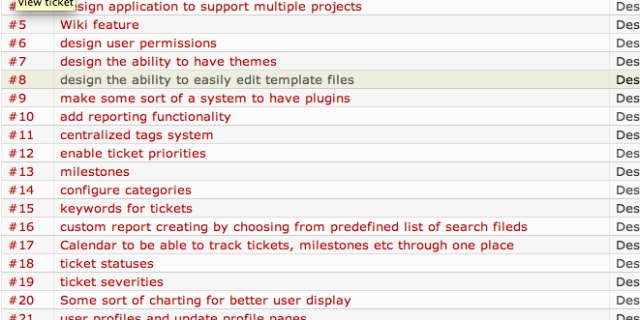 View ticket
design application to support multiple projects Des
#5 Wiki feature Des
#6 design user permissions Des
#7 design the ability to have themes Des
#8 design the ability to easily edit template files Des
#9 make some sort of a system to have plugins Des
#10 add reporting functionality Des
#11 centralized tags system Des
#12 enable ticket priorities Des
#13 milestones Des
#14 configure categories Des
#15 keywords for tickets Des
#16 custom report creating by choosing from predefined list of search fileds Des
#17 Calendar to be able to track tickets, milestones etc through one place Des
#18 ticket statuses Des
#19 ticket severities Des
#20 Some sort of charting for better user display Des
#21 user profiles and update profile pages Des